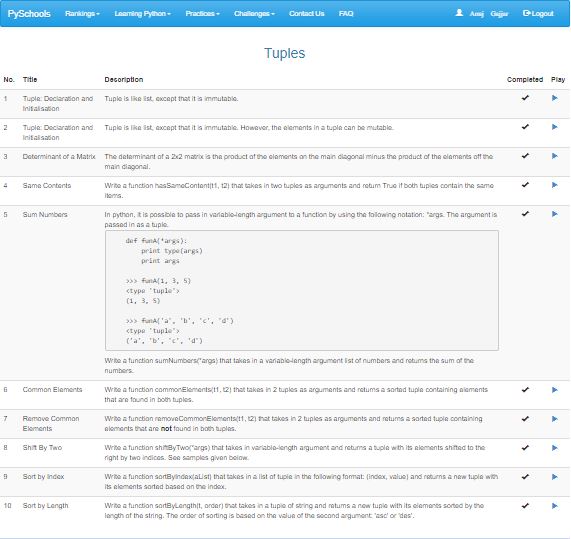 PySchools Rankings Learning Python Practices Challenges Contact Us FAQ Logout
Tuples
No. Title Description Completed Play
1 Tuple: Declaration and Tuple is like list, except that it is immutable.
Initialisation
2 Tuple: Declaration and Tuple is like list, except that it is immutable. However, the elements in a tuple can be mutable.
Initialisation
3 Determinant of a Matrix The determinant of a 2x2 matrix is the product of the elements on the main diagonal minus the product of the elements off the
main diagonal.
4 Same Contents Write a function hasSameContent(t1, t2) that takes in two tuples as arguments and return True if both tuples contain the same
items.
5 Sum Numbers In python, it is possible to pass in variable-length argument to a function by using the following notation: *args. The argument is
passed in as a tuple.
def funA(*args):
print type(args)
print args
>>> funA(1, 3, 5)
<type 'tuple'>
(1, 3, 5)
>>> funA('a', 'b', 'c', 'd')
<type 'tuple'>
('a', 'b', 'c', 'd')
Write a function sumNumbers(*args) that takes in a variable-length argument list of numbers and returns the sum of the
numbers.
6 Common Elements Write a function commonElements(t1, t2) that takes in 2 tuples as arguments and returns a sorted tuple containing elements
that are found in both tuples.
7 Remove Common Write a function removeCommonElements(t1, t2) that takes in 2 tuples as arguments and returns a sorted tuple containing
Elements elements that are not found in both tuples.
8 Shift By Two Write a function shiftByTwo(*args) that takes in variable-length argument and returns a tuple with its elements shifted to the
right by two indices. See samples given below.
9 Sort by Index Write a function sortByIndex(aList) that takes in a list of tuple in the following format: (index, value) and returns a new tuple with
its elements sorted based on the index.
10 Sort by Length Write a function sortByLength(t, order) that takes in a tuple of string and returns a new tuple with its elements sorted by the
length of the string. The order of sorting is based on the value of the second argument: 'asc' or 'des'.